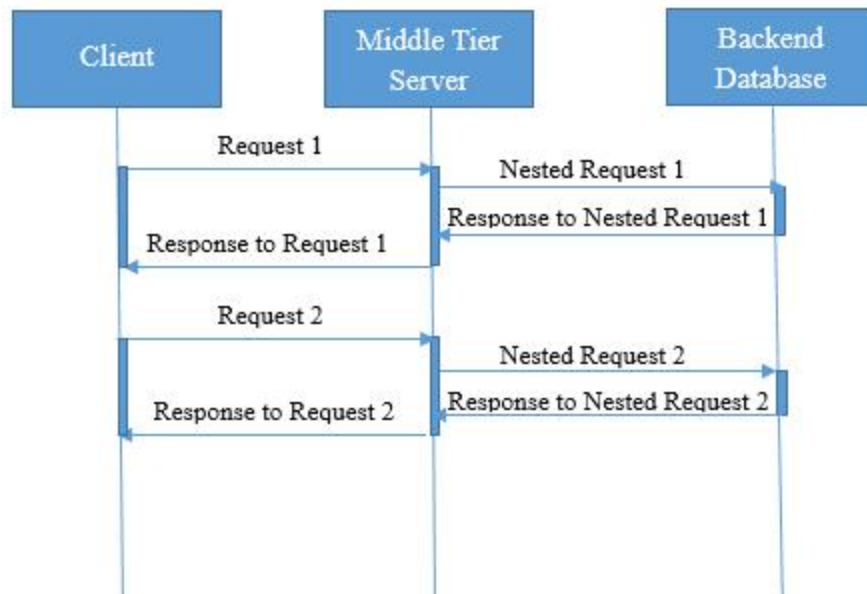 Client
Middle Tier
Server
Backend
Database
Request 1
Nested Request 1
Response to Nested Request 1
Response to Request 1
Request 2
Nested Request 2
Response to Nested Request 2
Response to Request 2